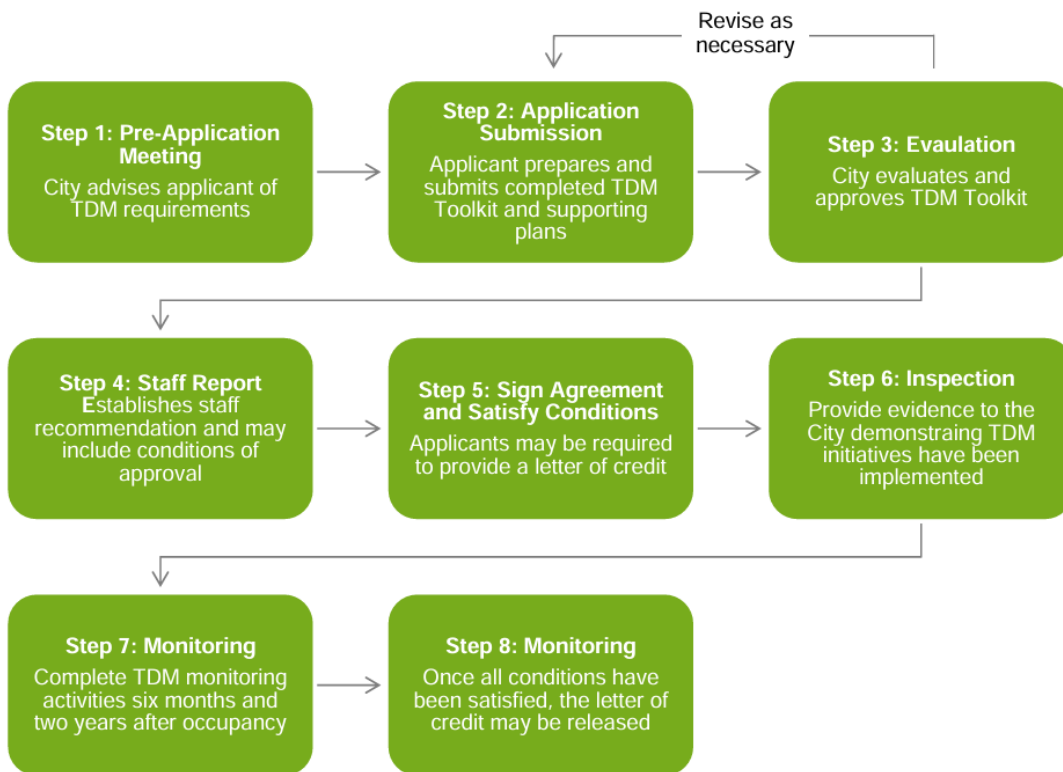 Revise as
necessary
Step 1: Pre-Application
Meeting
City advises applicant of
TDM requirements
Step 2: Application
Submission
Applicant prepares and
submits completed TDM
Toolkit and supporting
plans
Step 3: Evaulation
City evaluates and
approves TDM Toolkit
Step 4: Staff Report
Establishes staff
recommendation and may
include conditions of
approval
Step 5: Sign Agreement
and Satisfy Conditions
Applicants may be required
to provide a letter of credit
Step 6: Inspection
Provide evidence to the
City demonstraing TDM
initiatives have been
implemented
Step 7: Monitoring
Complete TDM monitoring
activities six months and
two years after occupancy
Step 8: Monitoring
Once all conditions have
been satisfied, the letter of
credit may be released